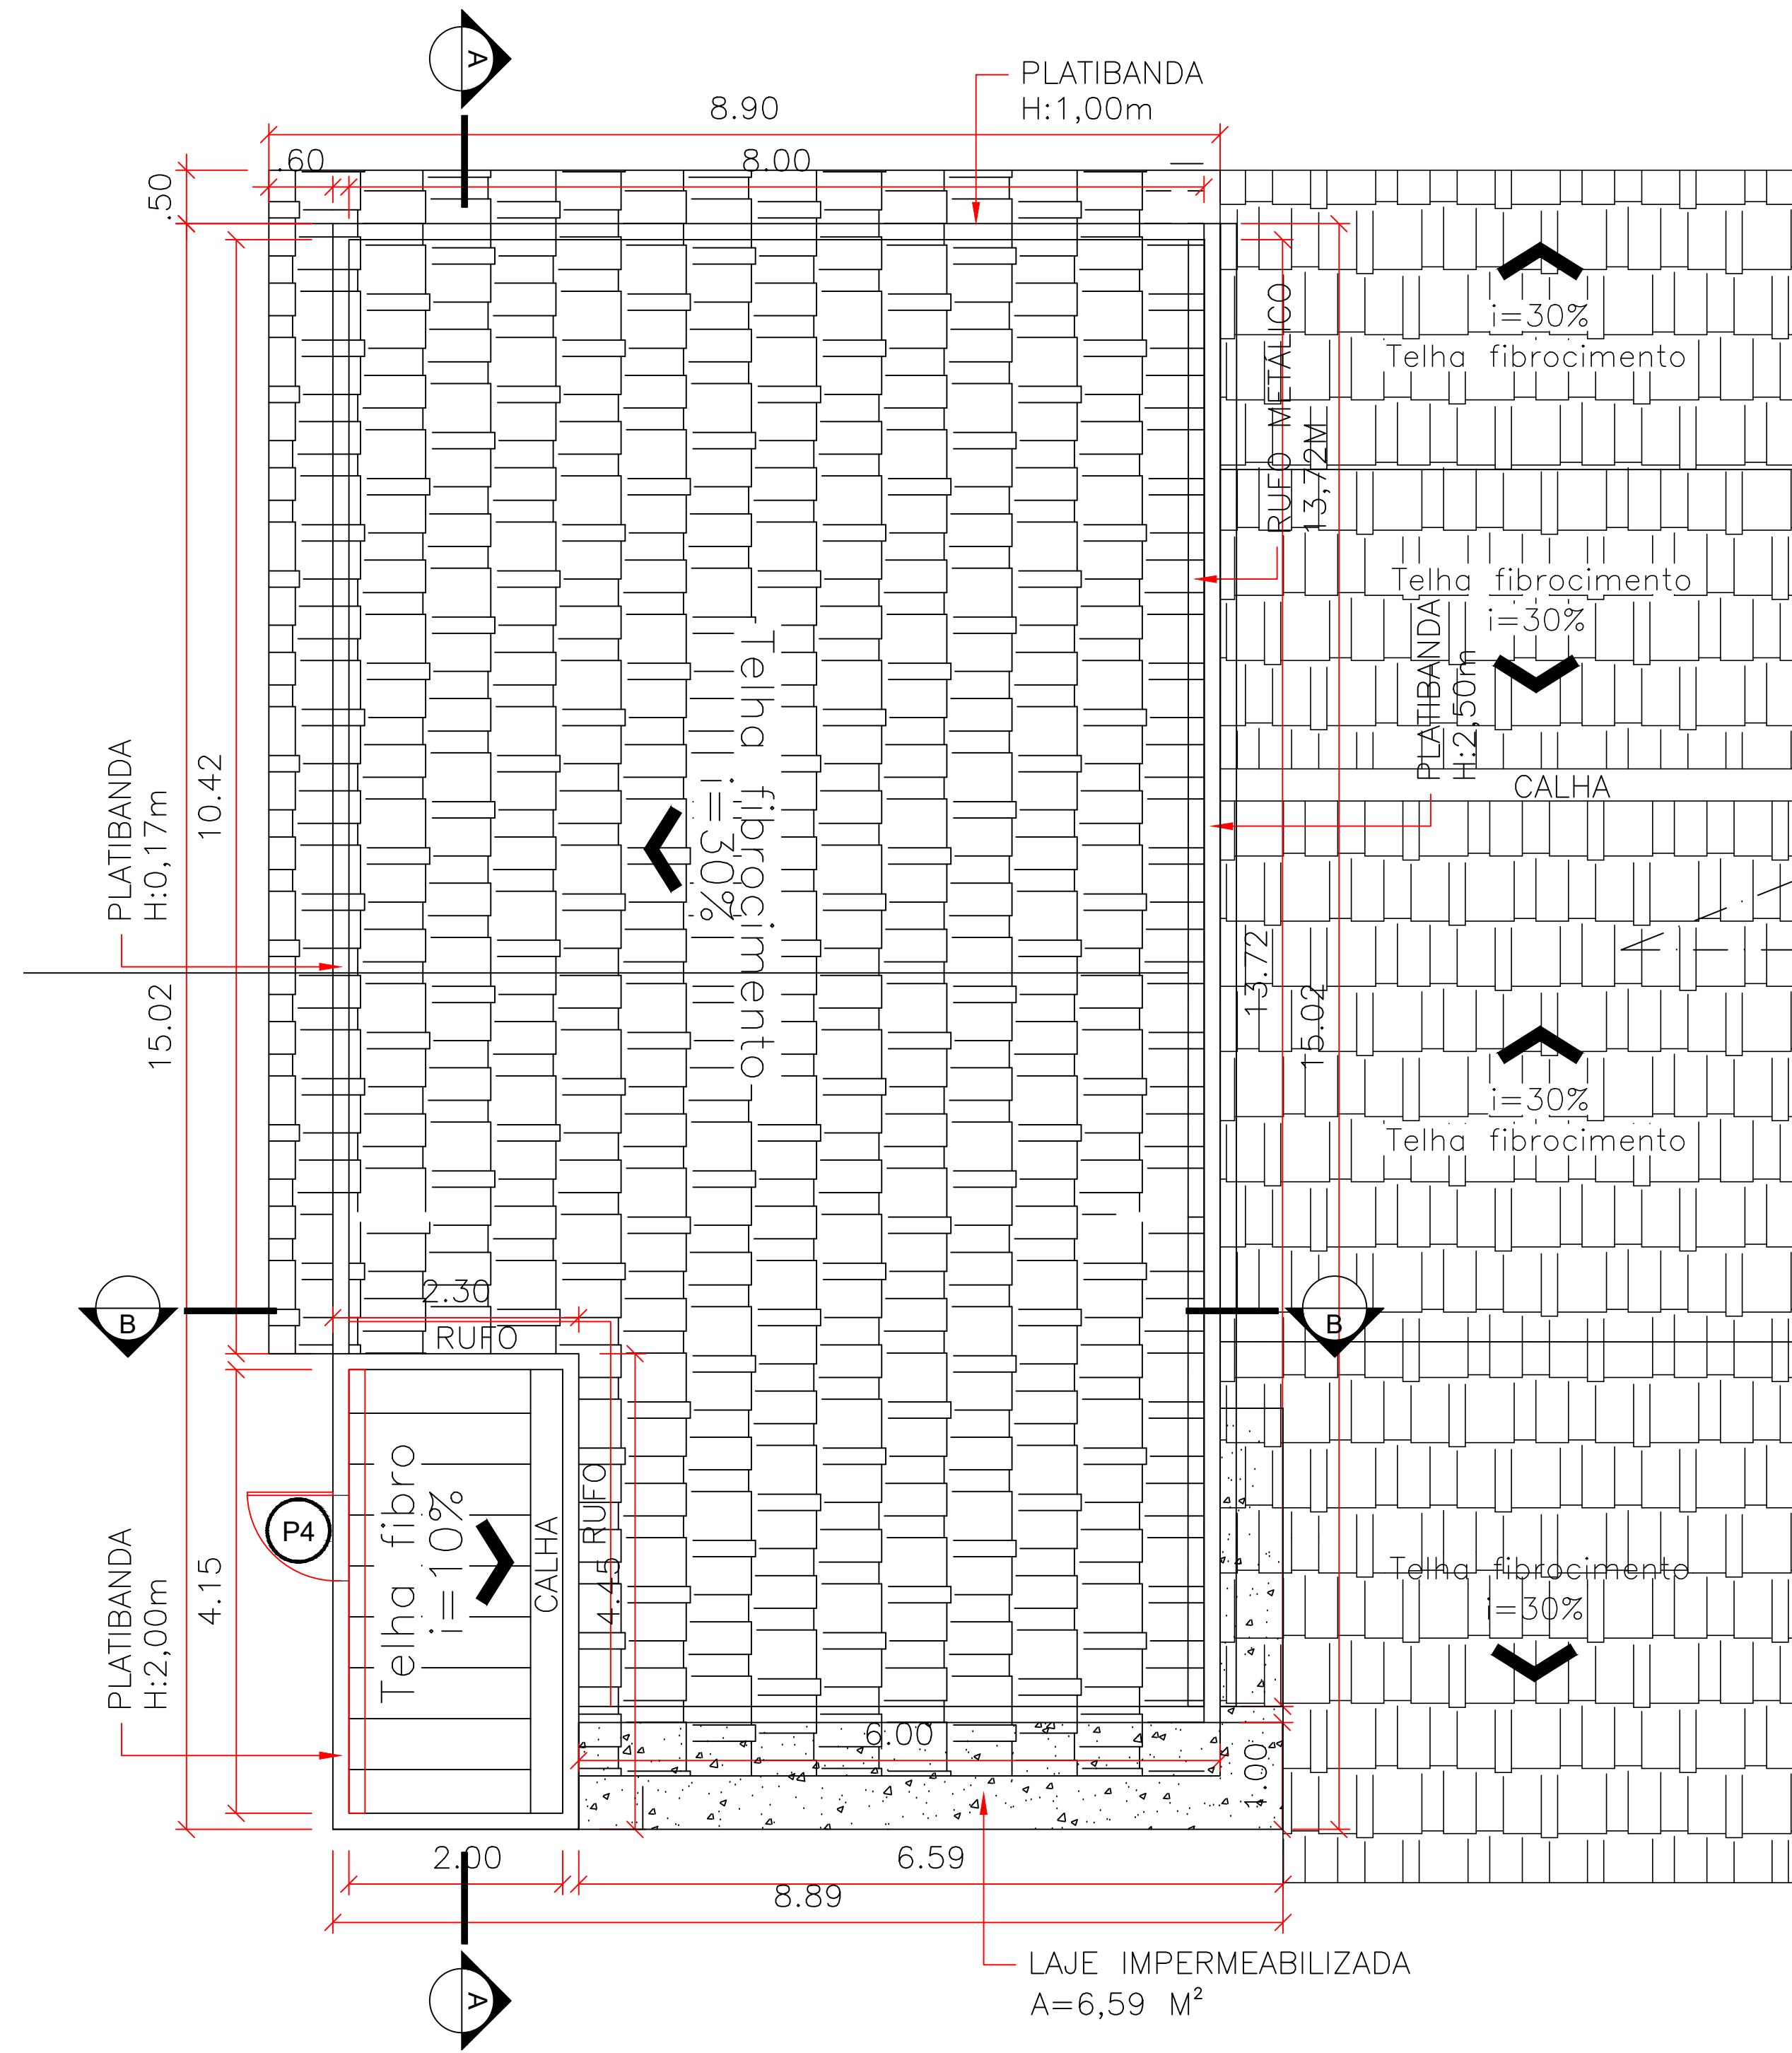 A
PLATIBANDA
H:1,00m
8.90
.60
8.00
.50
i=30%
Telha fibrocimento
RUFO METÁLICO
13,72M
Telha fibrocimento
i=30%
PLATIBANDA
H:2,50m
CALHA
Telha fibrocimento
i=30%
PLATIBANDA
H:0,17m
10.42
15.02
13.72
15.02
i=30%
Telha fibrocimento
B
2.30
RUFO
B
P4
Telha fibro
i=10%
CALHA
RUFO
4.45
PLATIBANDA
H:2,00m
4.15
Telha fibrocimento
i=30%
6.00
1.00
2.00
6.59
8.89
LAJE IMPERMEABILIZADA
A=6,59 M²
A